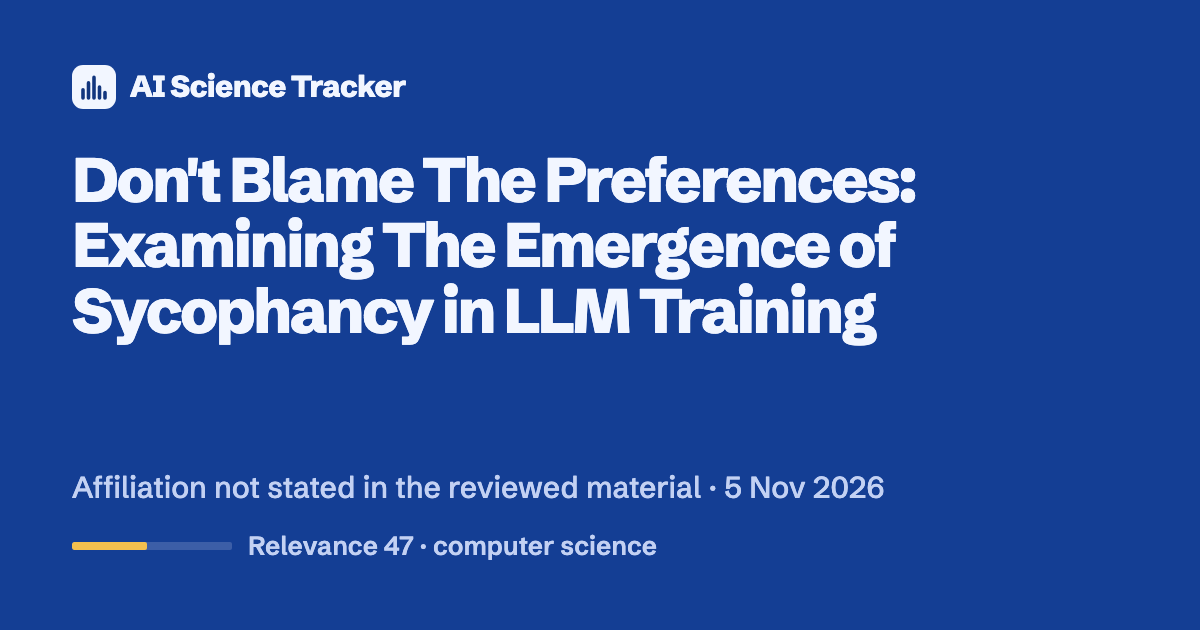 AI Science Tracker
Don't Blame The Preferences:
Examining The Emergence of
Sycophancy in LLM Training
Affiliation not stated in the reviewed material · 5 Nov 2026
Relevance 47 · computer science